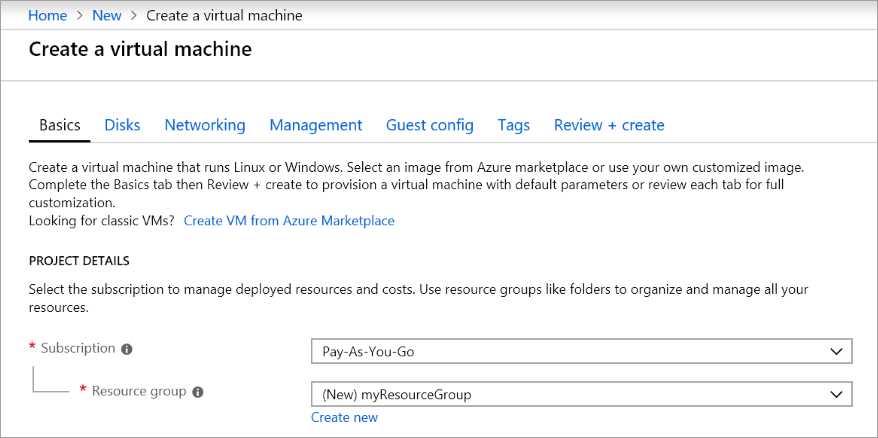 Home > New > Create a virtual machine
Create a virtual machine
Basics Disks Networking Management Guest config Tags Review + create
Create a virtual machine that runs Linux or Windows. Select an image from Azure marketplace or use your own customized image.
Complete the Basics tab then Review + create to provision a virtual machine with default parameters or review each tab for full
customization.
Looking for classic VMs? Create VM from Azure Marketplace
PROJECT DETAILS
Select the subscription to manage deployed resources and costs. Use resource groups like folders to organize and manage all your
resources.
* Subscription Pay-As-You-Go
* Resource group (New) myResourceGroup
Create new